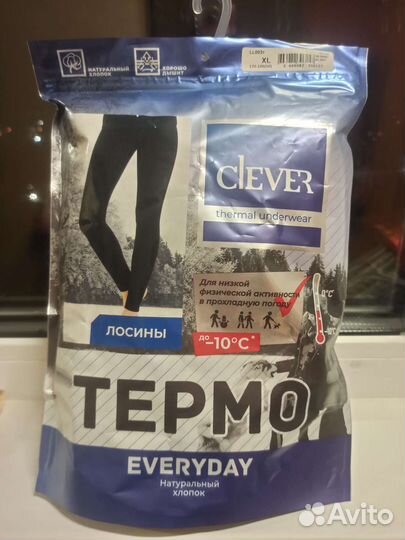 НАТУРАЛЬНЫЙ
ХЛОПОК
ХОРОШО
ДЫШИТ
XL
CLEVER
thermal underwear
Для низкой
физической активности
в прохладную погоду
до -10°C*
ЛОСИНЫ
ТЕРМО
EVERYDAY
Натуральный
хлопок
Avito